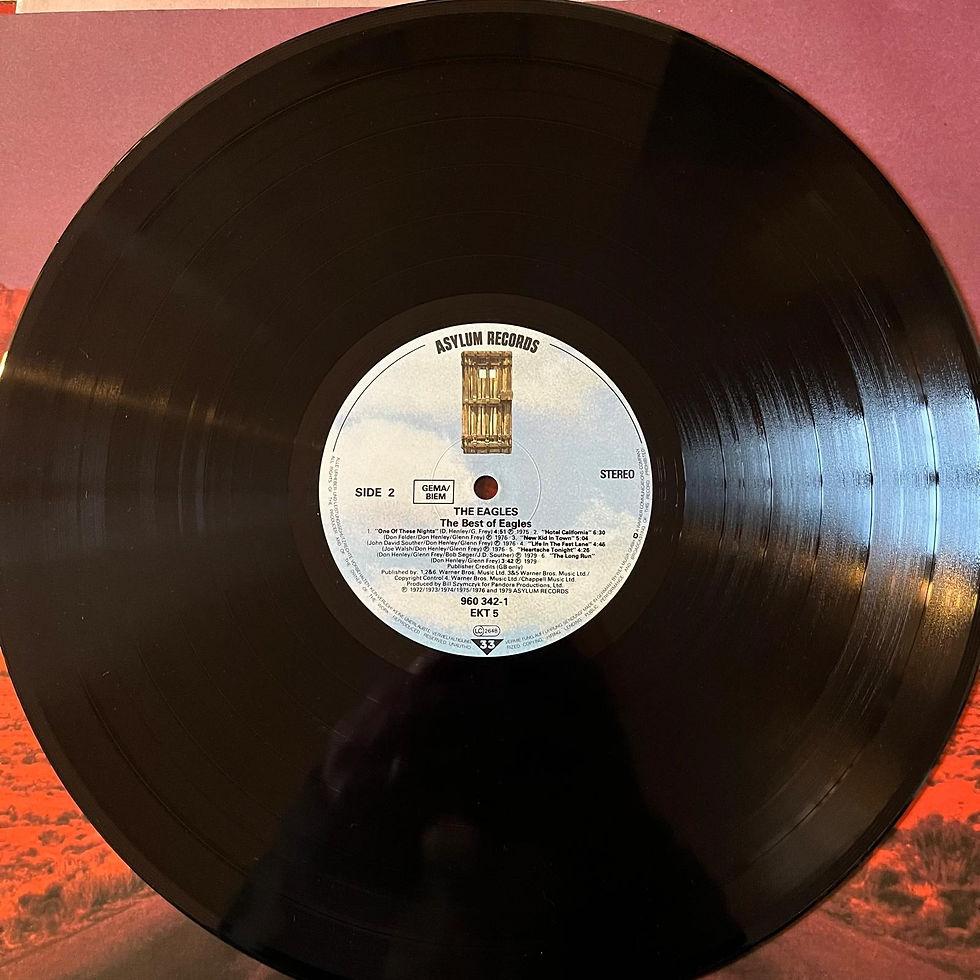 ASYLUM RECORDS
STEREO
SIDE 2
GEMA/
BIEM
THE EAGLES
The Best of Eagles
1. "One Of These Nights" (D. Henley/G. Frey) 4:51 Ⓟ 1975 · 2. "Hotel California" 6:30
(Don Felder/Don Henley/Glenn Frey) Ⓟ 1976 · 3. "New Kid In Town" 5:04
(John David Souther/Don Henley/Glenn Frey) Ⓟ 1976 · 4. "Life In The Fast Lane" 4:46
(Joe Walsh/Don Henley/Glenn Frey) Ⓟ 1976 · 5. "Heartache Tonight" 4:26
(Don Henley/Glenn Frey/Bob Seger/J.D. Souther) Ⓟ 1979 · 6. "The Long Run"
(Don Henley/Glenn Frey) 3:42 Ⓟ 1979
Publisher Credits (GB only)
Published by: 1,2&6. Warner Bros. Music Ltd. 3&5 Warner Bros. Music Ltd./
Copyright Control 4. Warner Bros. Music Ltd./Chappell Music Ltd.
Produced by Bill Szymczyk for Pandora Productions, Ltd.
Ⓟ 1972/1973/1974/1975/1976 and 1979 ASYLUM RECORDS
960 342-1
EKT 5
LC 2648
33